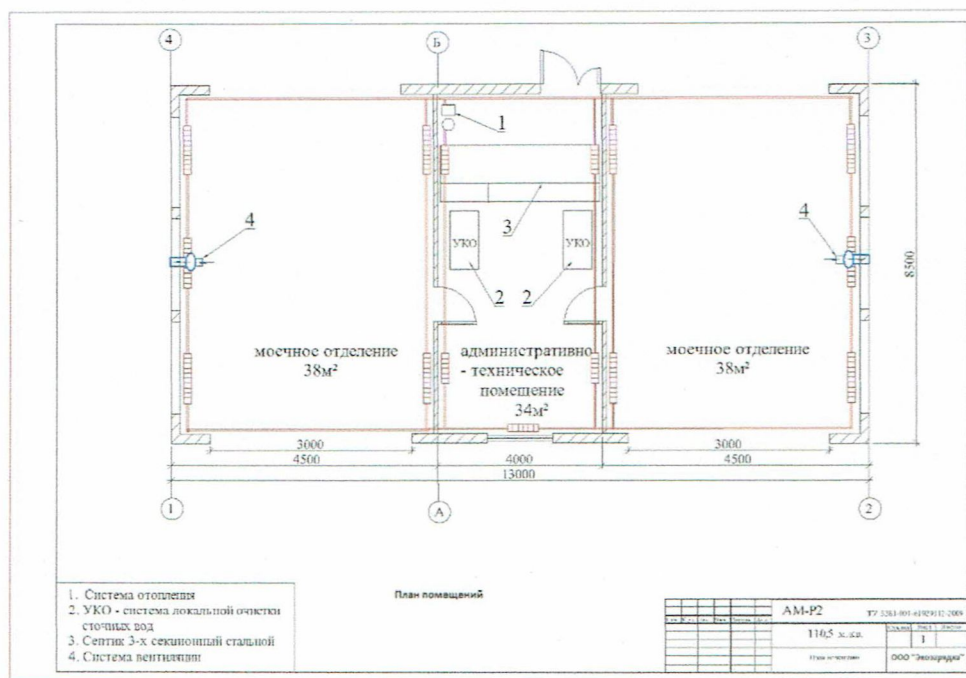 4
Б
3
1
4
3
4
УКО
УКО
2
2
8500
моечное отделение
38м²
административно
- техническое
помещение
34м²
моечное отделение
38м²
3000
3000
4500
4000
4500
13000
1
А
2
1. Система отопления
2. УКО - система локальной очистки
сточных вод
3. Септик 3-х секционный стальной
4. Система вентиляции
План помещений
АМ-Р2
110,5 м.кв.
Лист
1
ООО "Экозарядка"